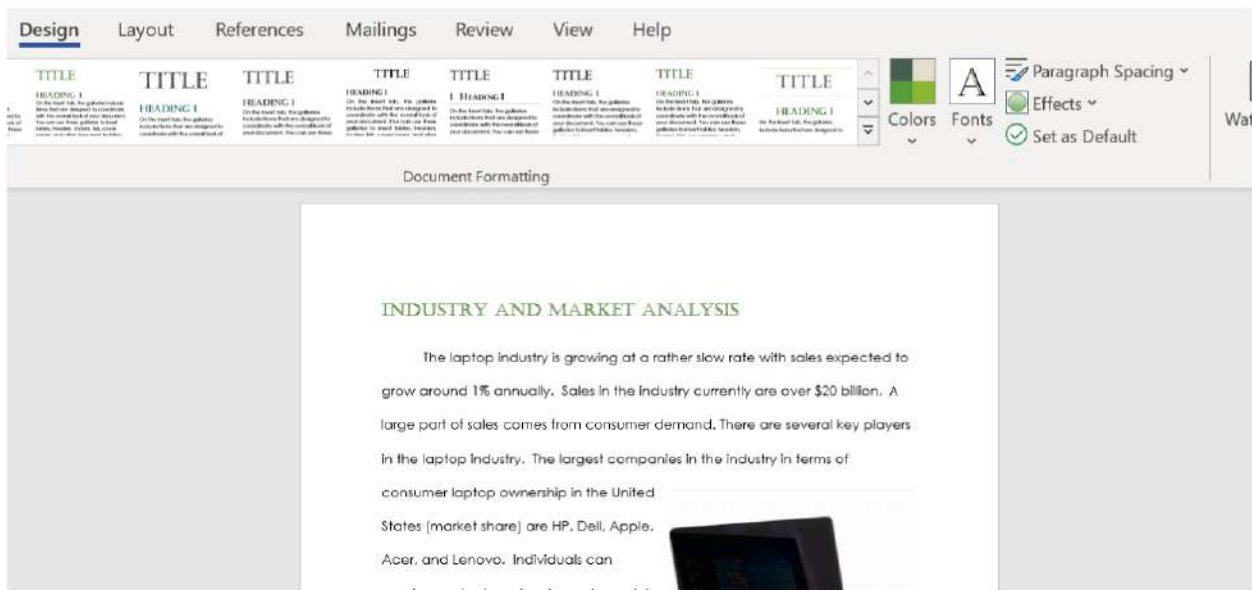 Design Layout References Mailings Review View Help
TITLE TITLE TITLE TITLE TITLE TITLE TITLE TITLE
HEADING 1 HEADING 1 HEADING 1 HEADING 1 1 HEADING 1 HEADING 1 HEADING 1 HEADING 1
Colors
Fonts
Paragraph Spacing
Effects
Set as Default
Document Formatting
INDUSTRY AND MARKET ANALYSIS
The laptop industry is growing at a rather slow rate with sales expected to
grow around 1% annually. Sales in the industry currently are over $20 billion. A
large part of sales comes from consumer demand. There are several key players
in the laptop industry. The largest companies in the industry in terms of
consumer laptop ownership in the United
States (market share) are HP, Dell, Apple,
Acer, and Lenovo. Individuals can